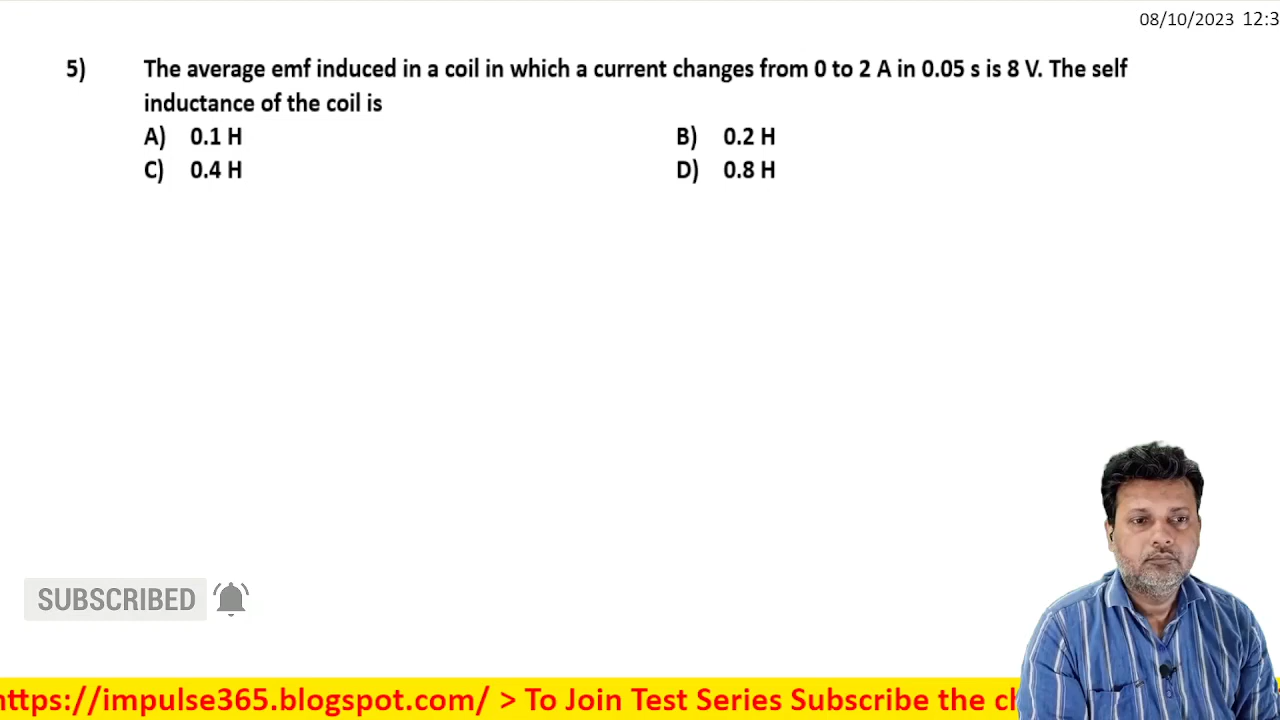 08/10/2023 12:3
5) The average emf induced in a coil in which a current changes from 0 to 2 A in 0.05 s is 8 V. The self
inductance of the coil is
A) 0.1 H B) 0.2 H
C) 0.4 H D) 0.8 H
SUBSCRIBED
ttps://impulse365.blogspot.com/ > To Join Test Series Subscribe the